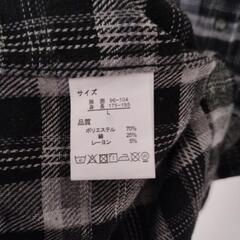 サイズ
胸囲 96-104
身長 175-185
L
品質
ポリエステル 70%
綿 25%
レーヨン 5%